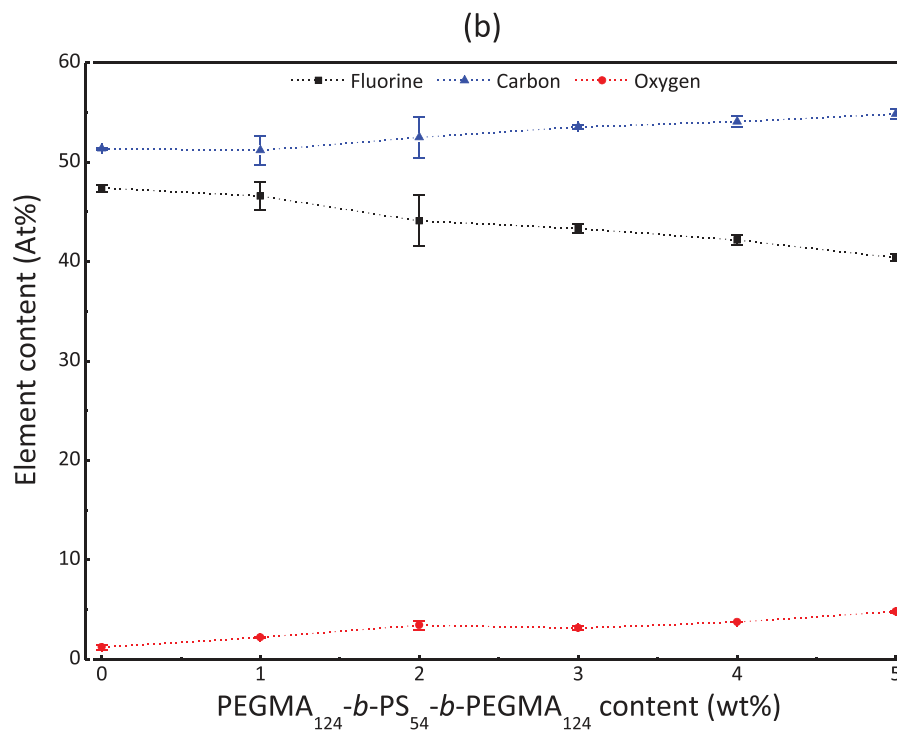 (b)
Fluorine Carbon Oxygen
60
50
40
30
20
10
0
Element content (At%)
0 1 2 3 4 5
PEGMA₁₂₄-b-PS₅₄-b-PEGMA₁₂₄ content (wt%)